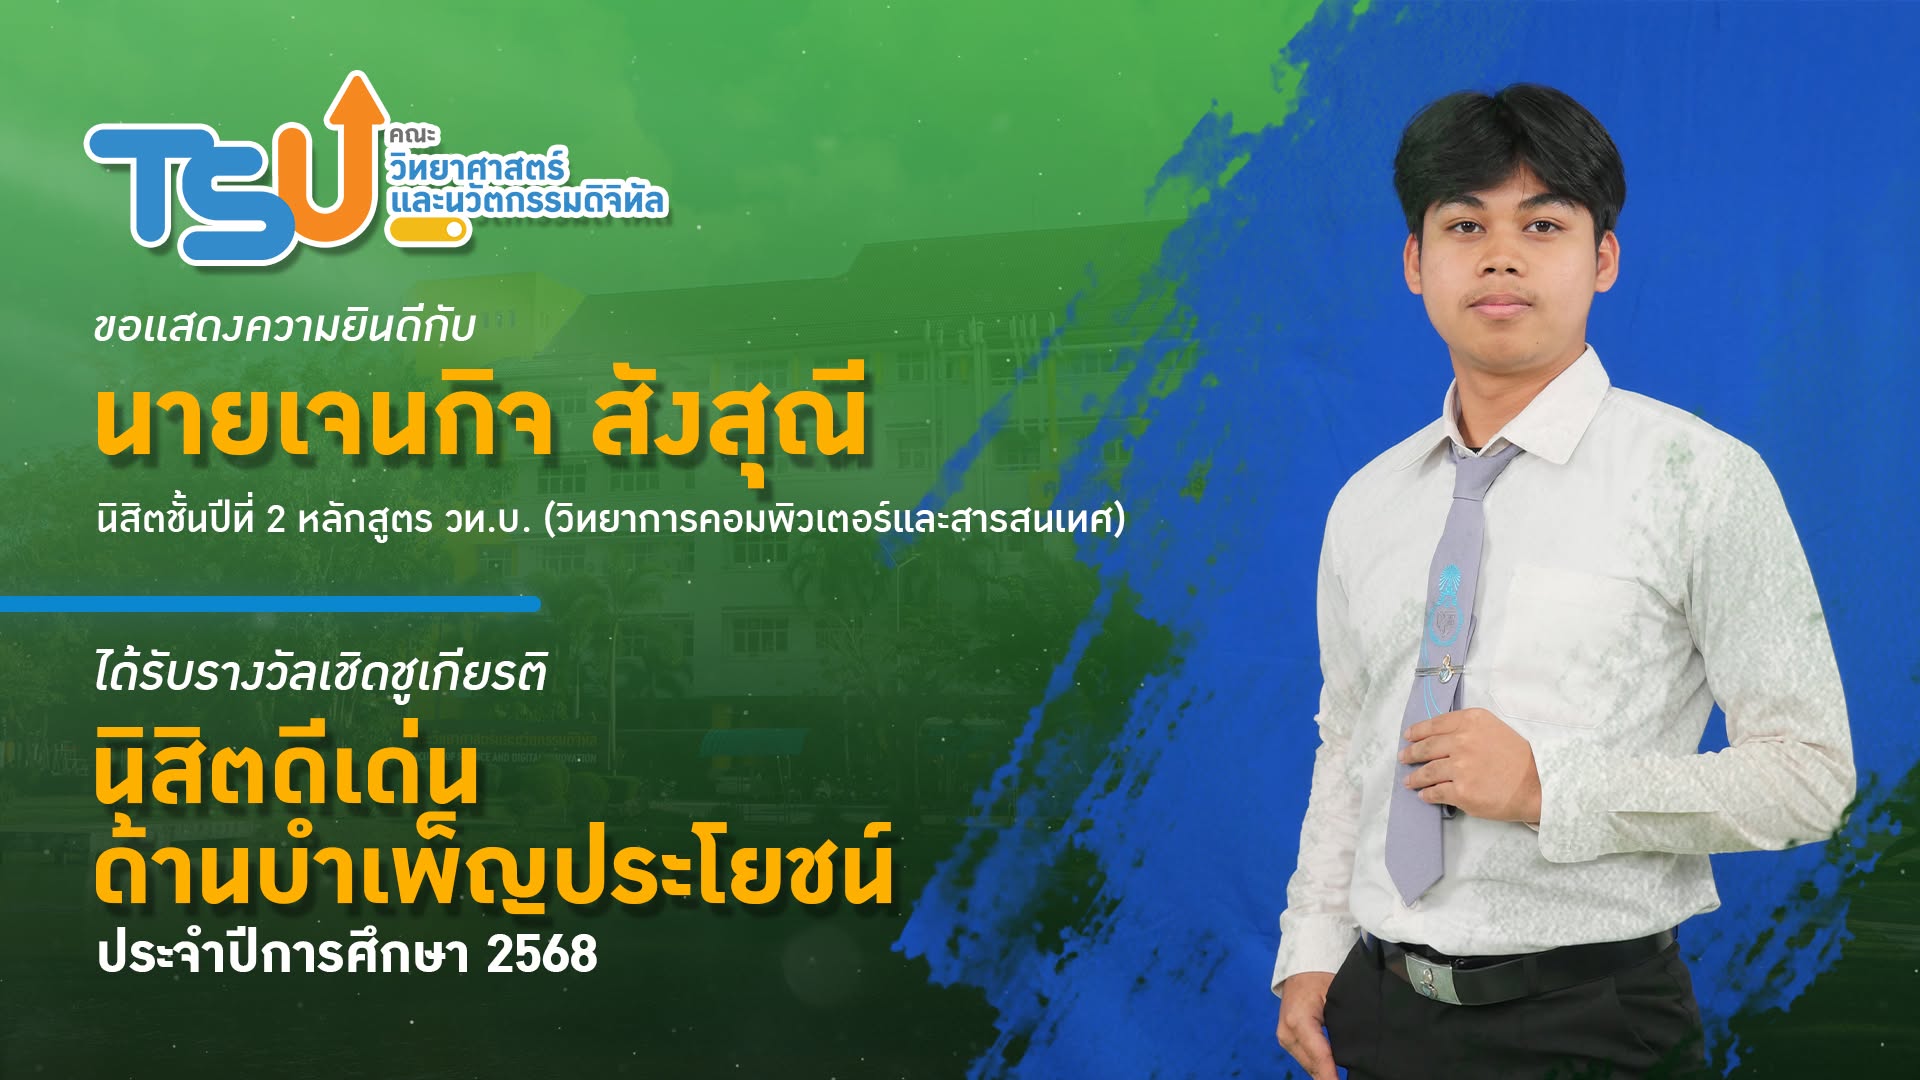 TSU
คณะ
วิทยาศาสตร์
และนวัตกรรมดิจิทัล
ขอแสดงความยินดีกับ
นายเจนกิจ สังสุณี
นิสิตชั้นปีที่ 2 หลักสูตร วท.บ. (วิทยาการคอมพิวเตอร์และสารสนเทศ)
ได้รับรางวัลเชิดชูเกียรติ
นิสิตดีเด่น
ด้านบำเพ็ญประโยชน์
ประจำปีการศึกษา 2568